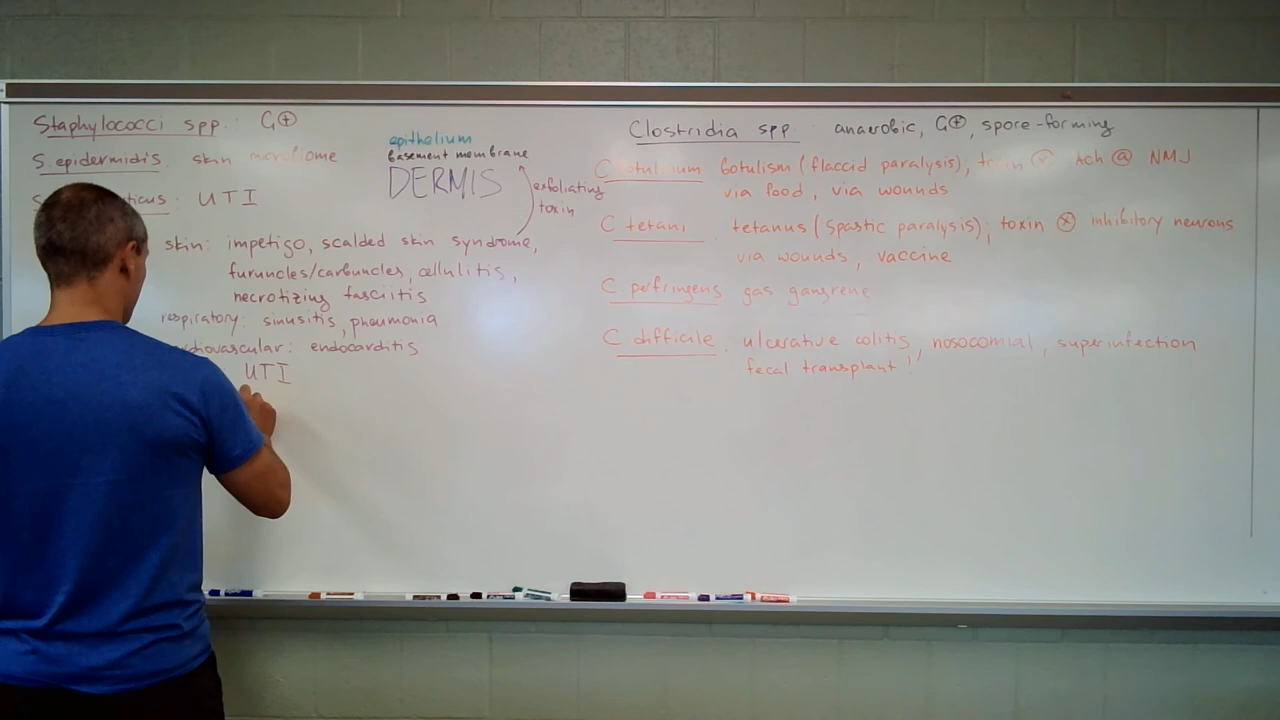 Staphylococci spp. G⊕
S. epidermidis: skin microbiome
UTI
skin: impetigo, scalded skin syndrome,
furuncles/carbuncles, cellulitis,
necrotizing fasciitis
respiratory: sinusitis, pneumonia
endocarditis
UTI
epithelium
basement membrane
DERMIS
exfoliating
toxin
Clostridia spp. anaerobic, G⊕, spore-forming
botulism (flaccid paralysis), toxin Ach @ NMJ
via food, via wounds
C tetani tetanus (spastic paralysis); toxin ⊗ inhibitory neurons
via wounds, vaccine
C perfringens gas gangrene
C difficile ulcerative colitis, nosocomial, superinfection
fecal transplant!